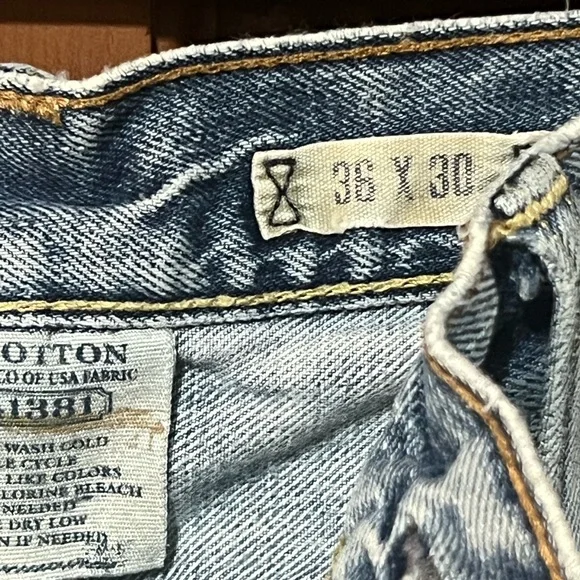 36 X 30
OTTON
CO OF USA FABRIC
1381
WASH COLD
E CYCLE
LIKE COLORS
LORINE BLEACH
NEEDED
DRY LOW
N IF NEEDED